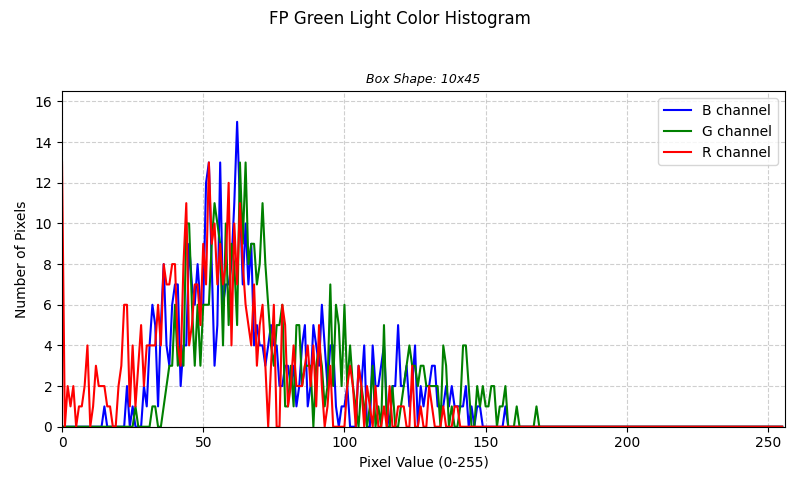 FP Green Light Color Histogram
Box Shape: 10x45
B channel
G channel
R channel
Number of Pixels
16
14
12
10
8
6
4
2
0
0 50 100 150 200 250
Pixel Value (0-255)